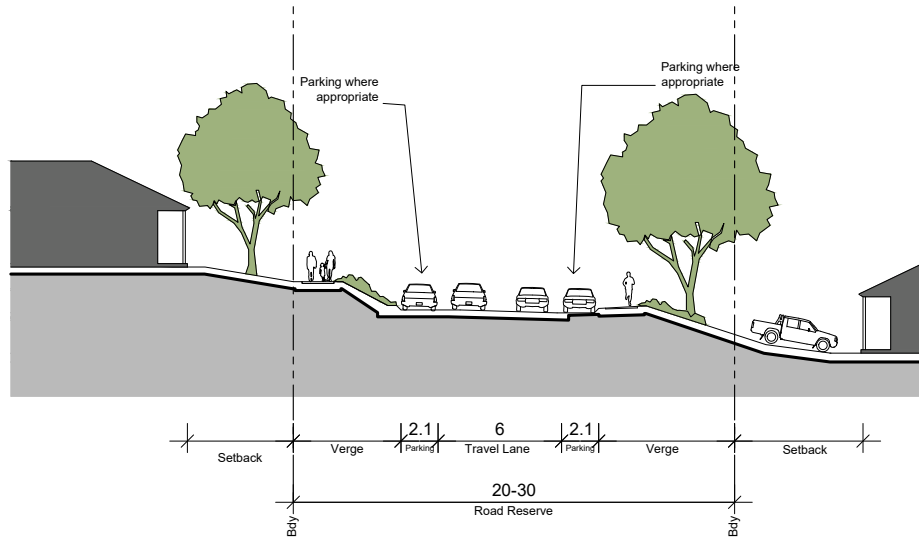 Parking where
appropriate
Parking where
appropriate
2.1
6
2.1
Setback
Verge
Parking
Travel Lane
Parking
Verge
Setback
20-30
Road Reserve
Bdy
Bdy